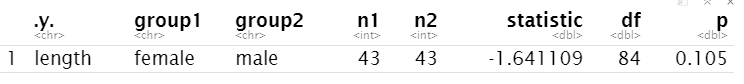 .y. group1 group2 n1 n2 statistic df p
<chr> <chr> <chr> <int> <int> <dbl> <dbl> <dbl>
1 length female male 43 43 -1.641109 84 0.105